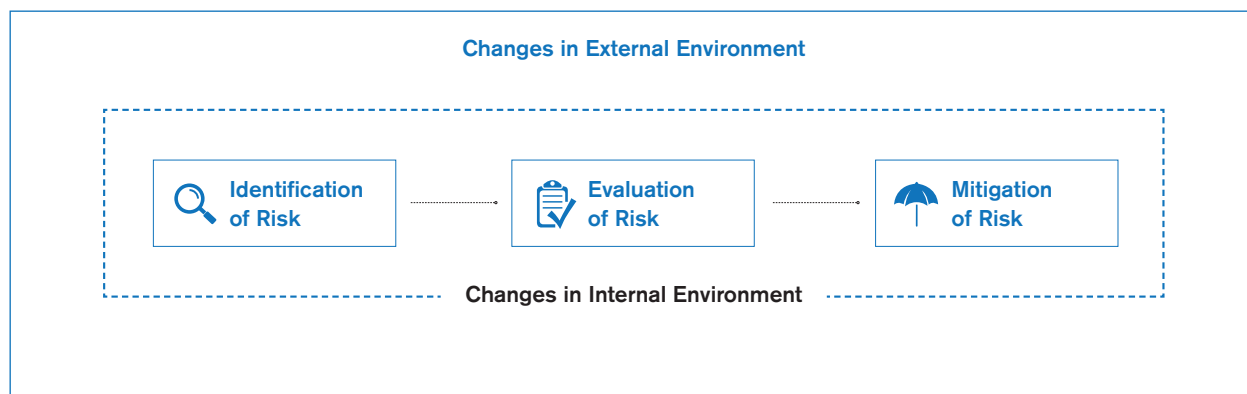 Changes in External Environment
Identification
of Risk
Evaluation
of Risk
Mitigation
of Risk
Changes in Internal Environment